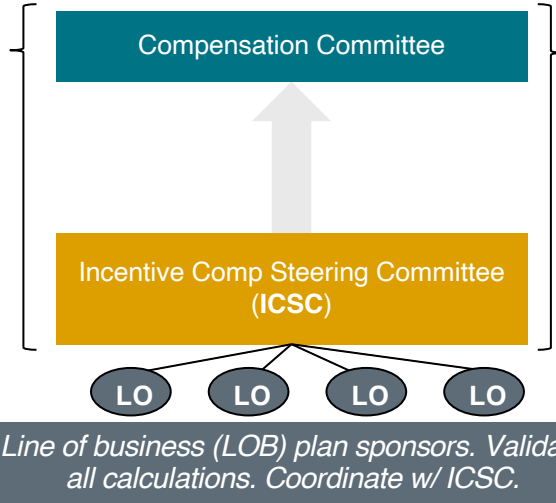 Compensation Committee
Incentive Comp Steering Committee
(ICSC)
LO LO LO LO
Line of business (LOB) plan sponsors. Valida
all calculations. Coordinate w/ ICSC.